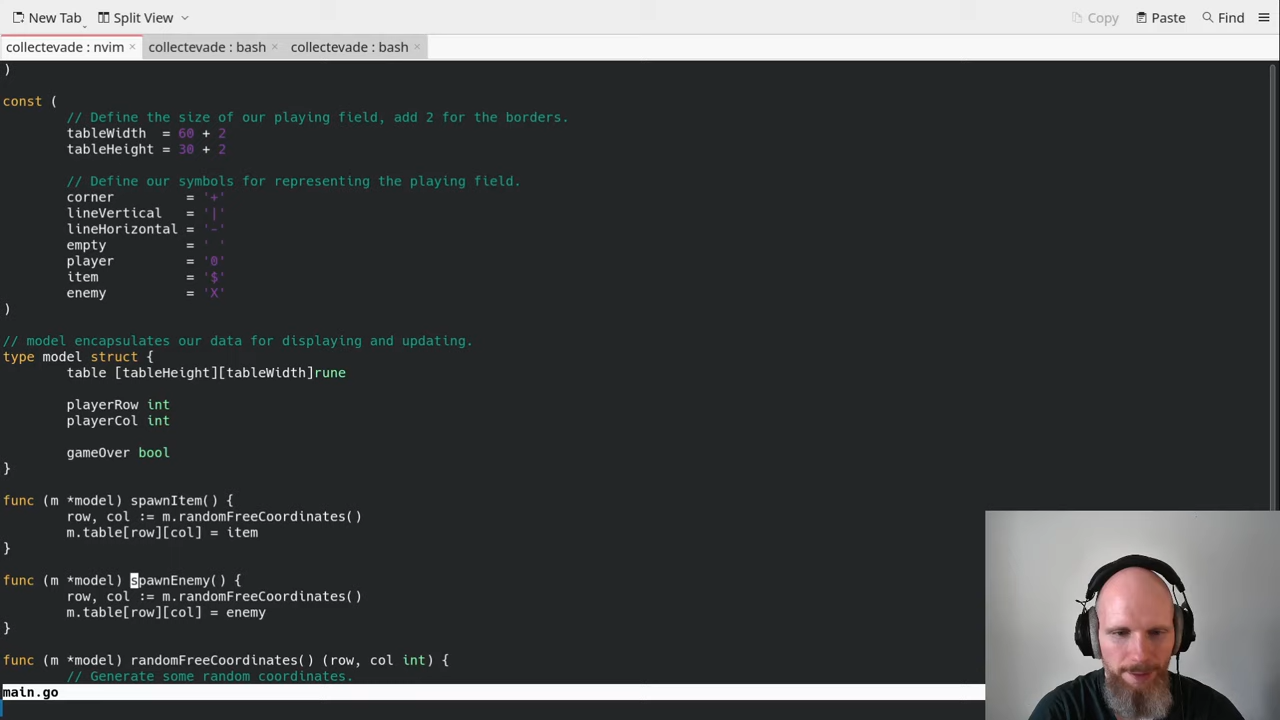 New Tab Split View Copy Paste Find
collectevade : nvim × collectevade : bash × collectevade : bash ×
)
const (
// Define the size of our playing field, add 2 for the borders.
tableWidth = 60 + 2
tableHeight = 30 + 2
// Define our symbols for representing the playing field.
corner = '+'
lineVertical = '|'
lineHorizontal = '-'
empty = ' '
player = '0'
item = '$'
enemy = 'X'
)
// model encapsulates our data for displaying and updating.
type model struct {
table [tableHeight][tableWidth]rune
playerRow int
playerCol int
gameOver bool
}
func (m *model) spawnItem() {
row, col := m.randomFreeCoordinates()
m.table[row][col] = item
}
func (m *model) spawnEnemy() {
row, col := m.randomFreeCoordinates()
m.table[row][col] = enemy
}
func (m *model) randomFreeCoordinates() (row, col int) {
// Generate some random coordinates.
main.go